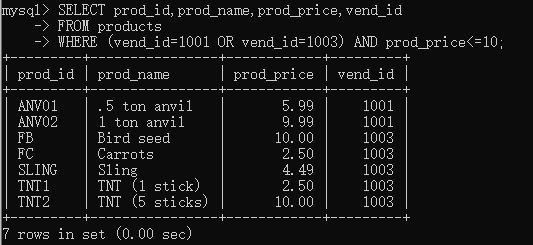 mysql> SELECT prod_id,prod_name,prod_price,vend_id
    -> FROM products
    -> WHERE (vend_id=1001 OR vend_id=1003) AND prod_price<=10;
+---------+----------------+------------+---------+
| prod_id | prod_name      | prod_price | vend_id |
+---------+----------------+------------+---------+
| ANV01   | .5 ton anvil   |       5.99 |    1001 |
| ANV02   | 1 ton anvil    |       9.99 |    1001 |
| FB      | Bird seed      |      10.00 |    1003 |
| FC      | Carrots        |       2.50 |    1003 |
| SLING   | Sling          |       4.49 |    1003 |
| TNT1    | TNT (1 stick)  |       2.50 |    1003 |
| TNT2    | TNT (5 sticks) |      10.00 |    1003 |
+---------+----------------+------------+---------+
7 rows in set (0.00 sec)